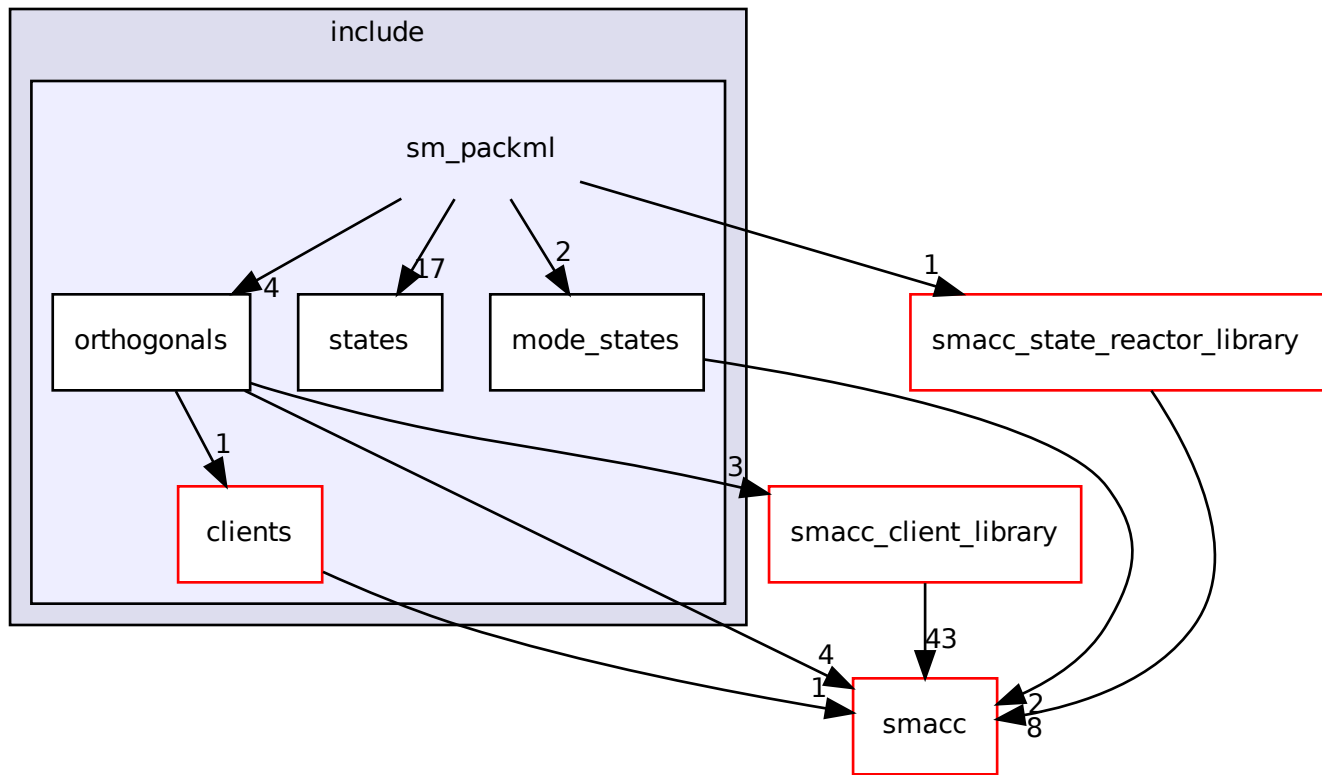 include
sm_packml
4
17
2
1
orthogonals
states
mode_states
smacc_state_reactor_library
1
3
clients
smacc_client_library
4
43
1
2
8
smacc